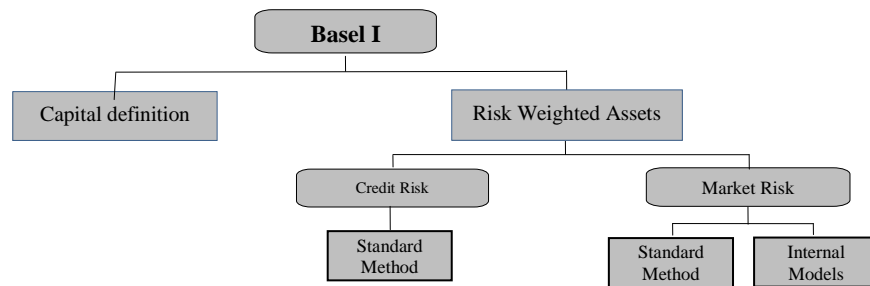 Basel I
Capital definition
Risk Weighted Assets
Credit Risk
Market Risk
Standard
Method
Standard
Method
Internal
Models